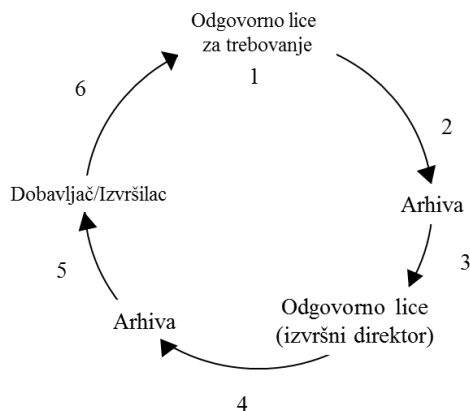 Odgovorno lice
za trebovanje
1
2
Arhiva
3
Odgovorno lice
(izvršni direktor)
4
Arhiva
5
Dobavljač/Izvršilac
6